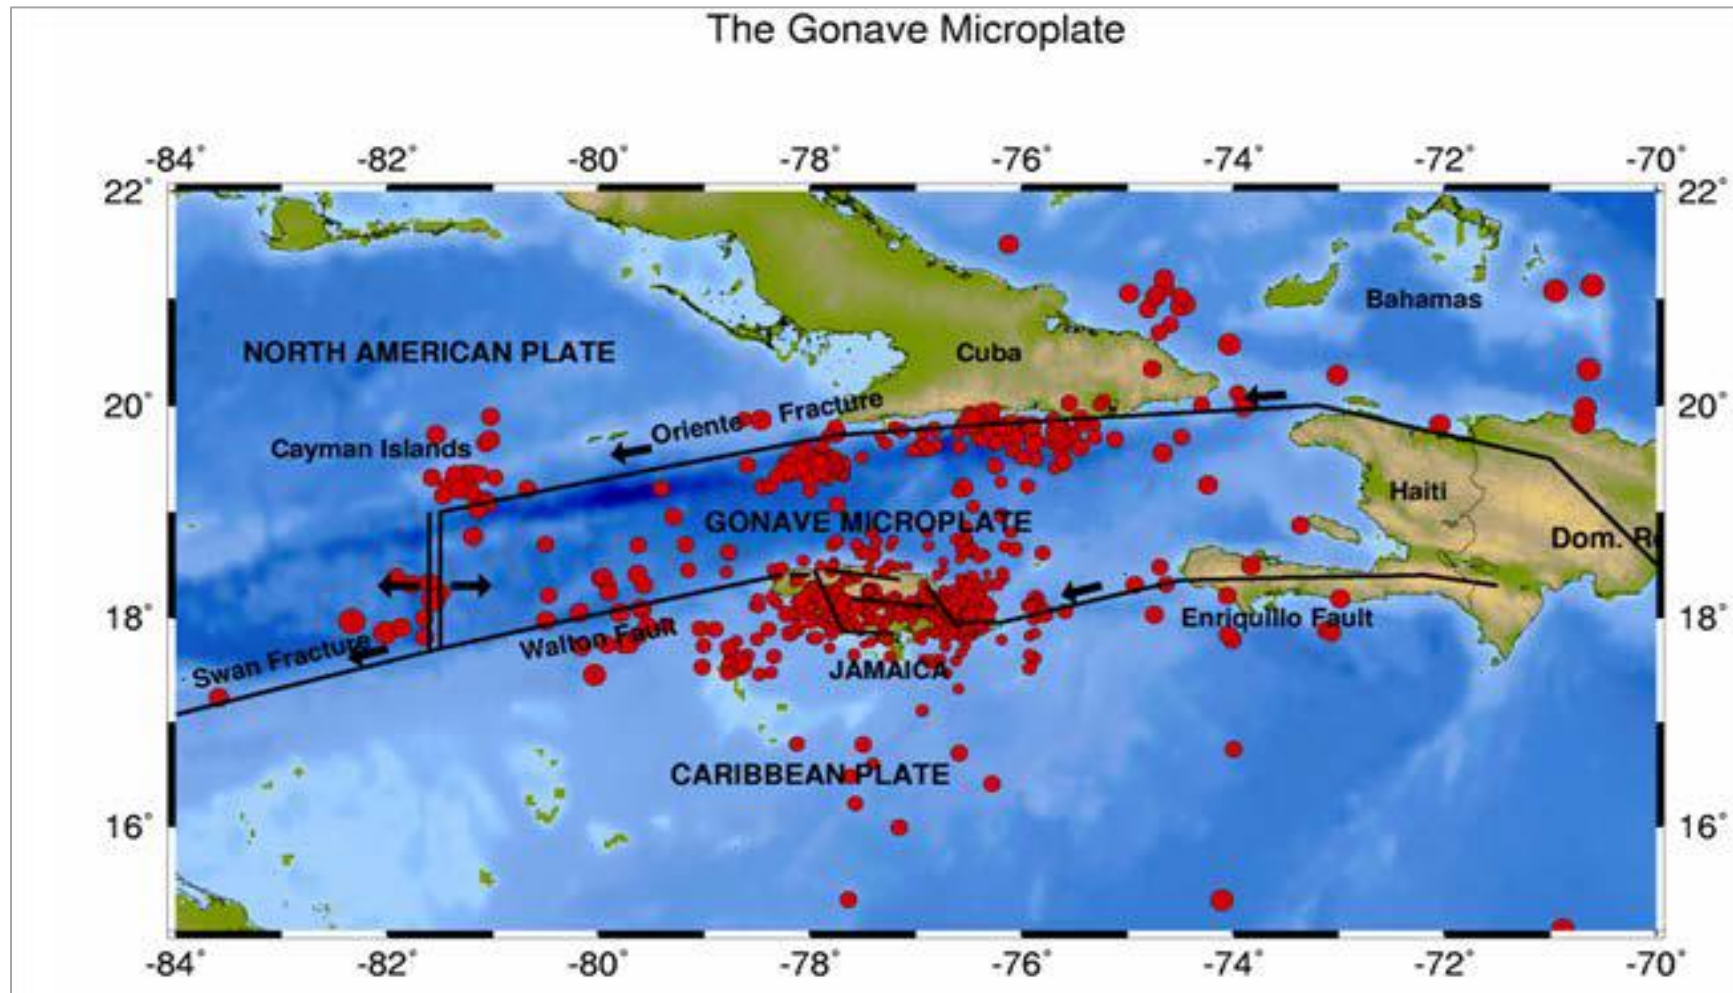 The Gonave Microplate
-84° -82° -80° -78° -76° -74° -72° -70°
22° 22°
Bahamas
NORTH AMERICAN PLATE
Cuba
20° 20°
Oriente Fracture
Cayman Islands
Haiti
GONAVE MICROPLATE
Dom. Re
18° 18°
Enriquillo Fault
Walton Fault
Swan Fracture
JAMAICA
CARIBBEAN PLATE
16° 16°
-84° -82° -80° -78° -76° -74° -72° -70°